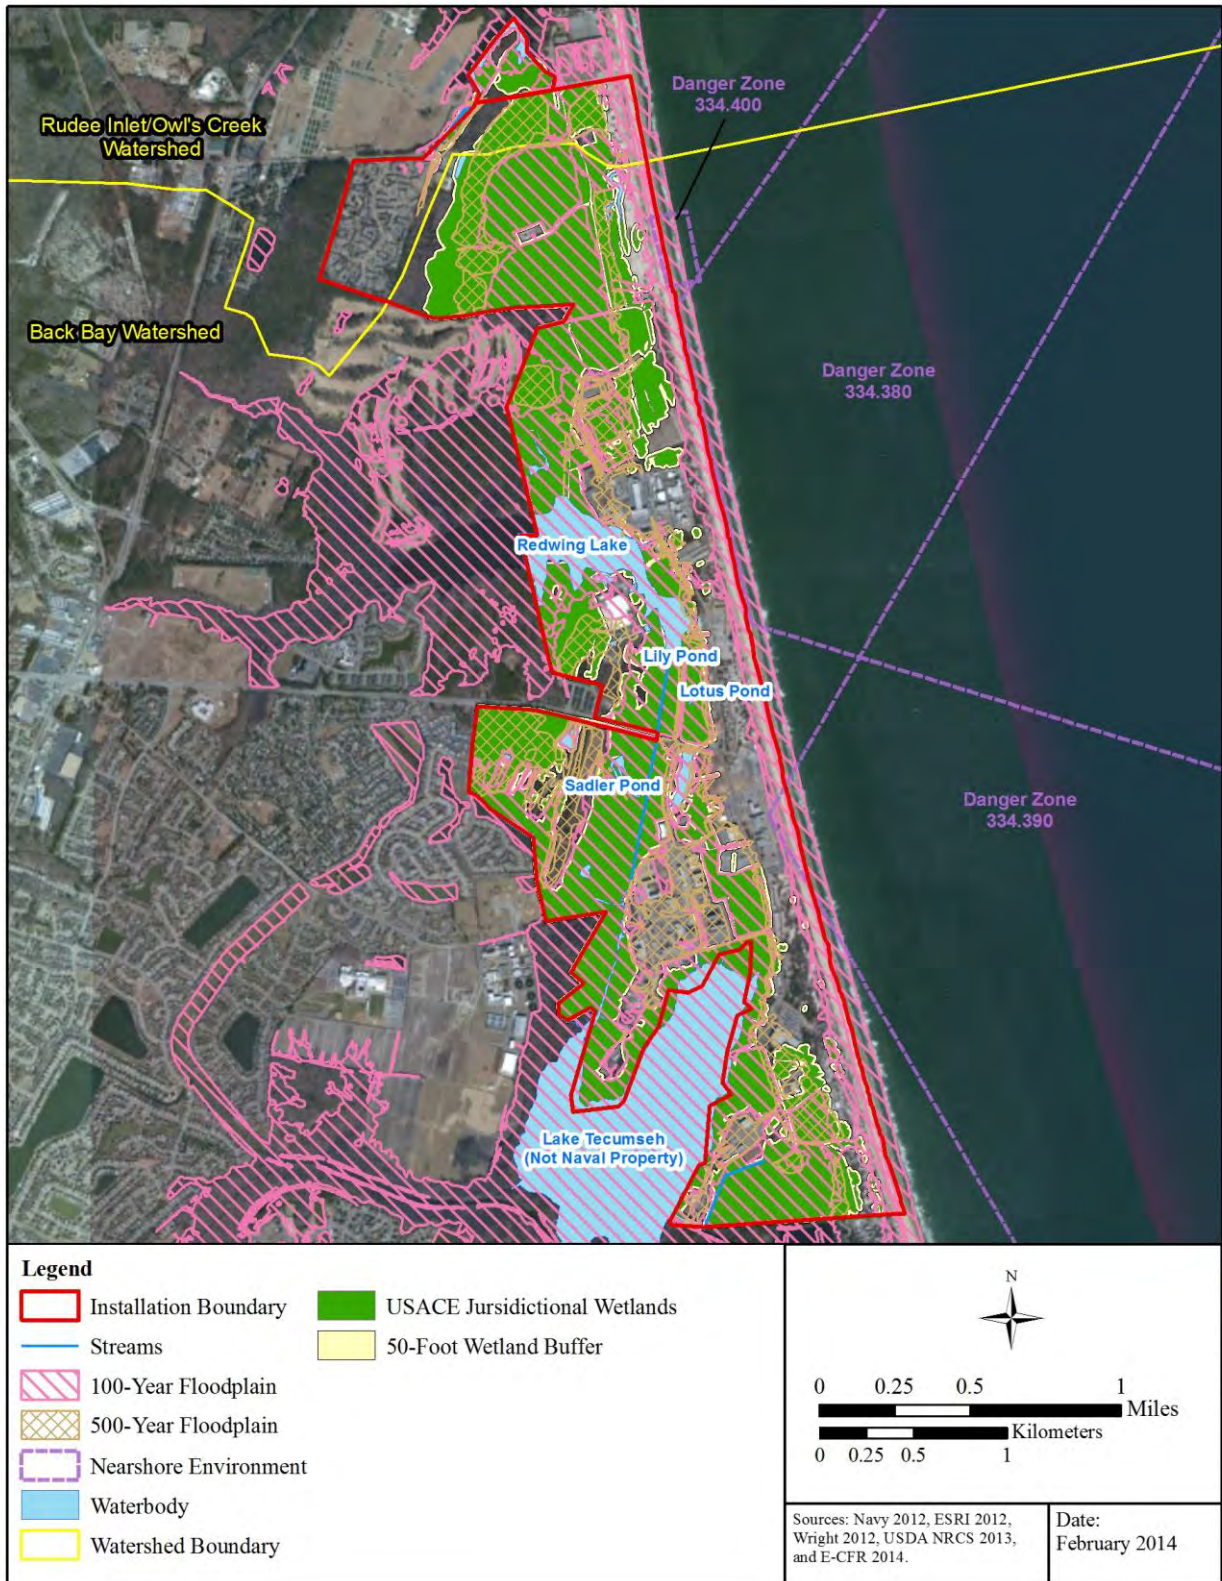 Danger Zone
334.400
Rudee Inlet/Owl's Creek
Watershed
Back Bay Watershed
Danger Zone
334.380
Redwing Lake
Lily Pond
Lotus Pond
Sadler Pond
Danger Zone
334.390
Lake Tecumseh
(Not Naval Property)
Legend
Installation Boundary
Streams
100-Year Floodplain
500-Year Floodplain
Nearshore Environment
Waterbody
Watershed Boundary
USACE Jursidictional Wetlands
50-Foot Wetland Buffer
N
0 0.25 0.5 1
Miles
Kilometers
0 0.25 0.5 1
Sources: Navy 2012, ESRI 2012,
Wright 2012, USDA NRCS 2013,
and E-CFR 2014.
Date:
February 2014